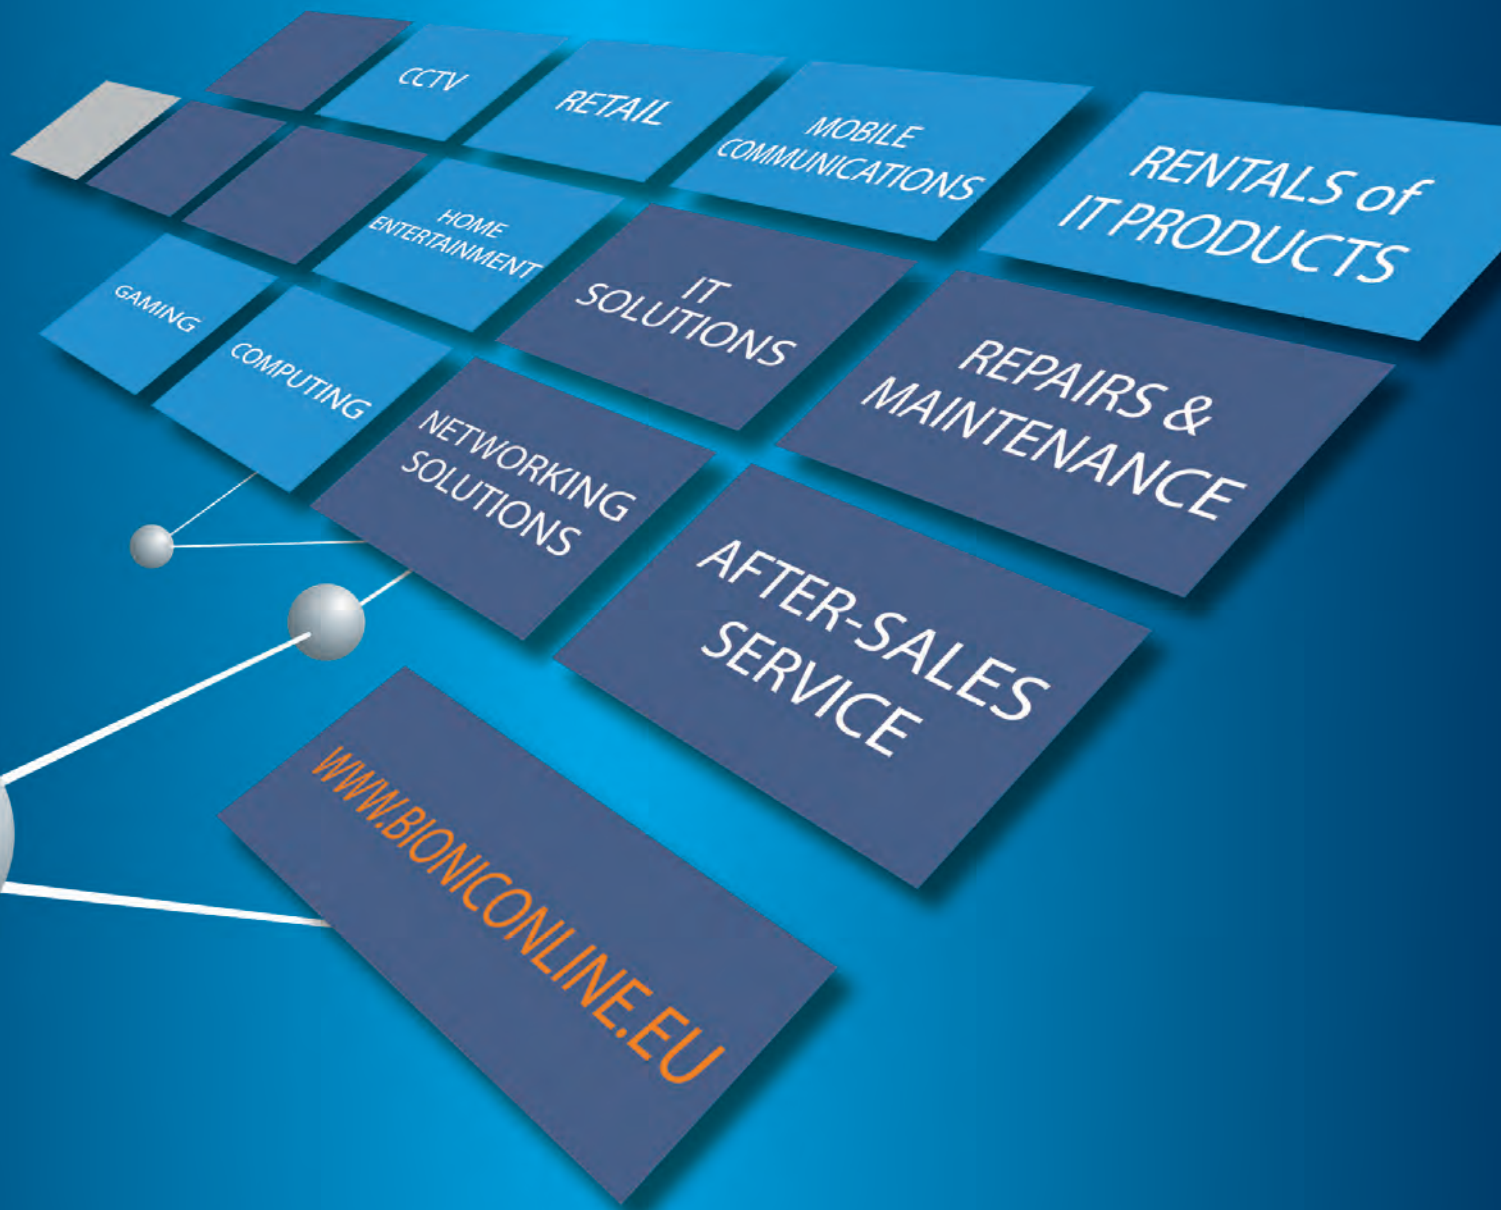 CCTV
RETAIL
MOBILE
COMMUNICATIONS
RENTALS of
IT PRODUCTS
HOME
ENTERTAINMENT
IT
SOLUTIONS
REPAIRS &
MAINTENANCE
GAMING
COMPUTING
NETWORKING
SOLUTIONS
AFTER-SALES
SERVICE
WWW.BIONICONLINE.EU